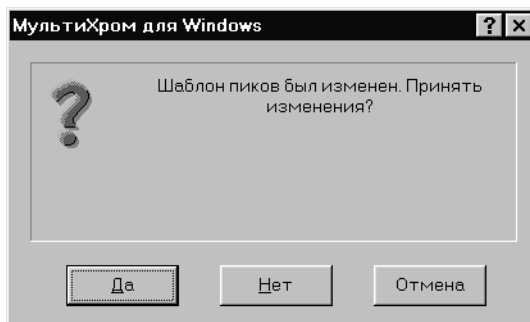 МультиХром для Windows
Шаблон пиков был изменен. Принять
изменения?
Да
Нет
Отмена